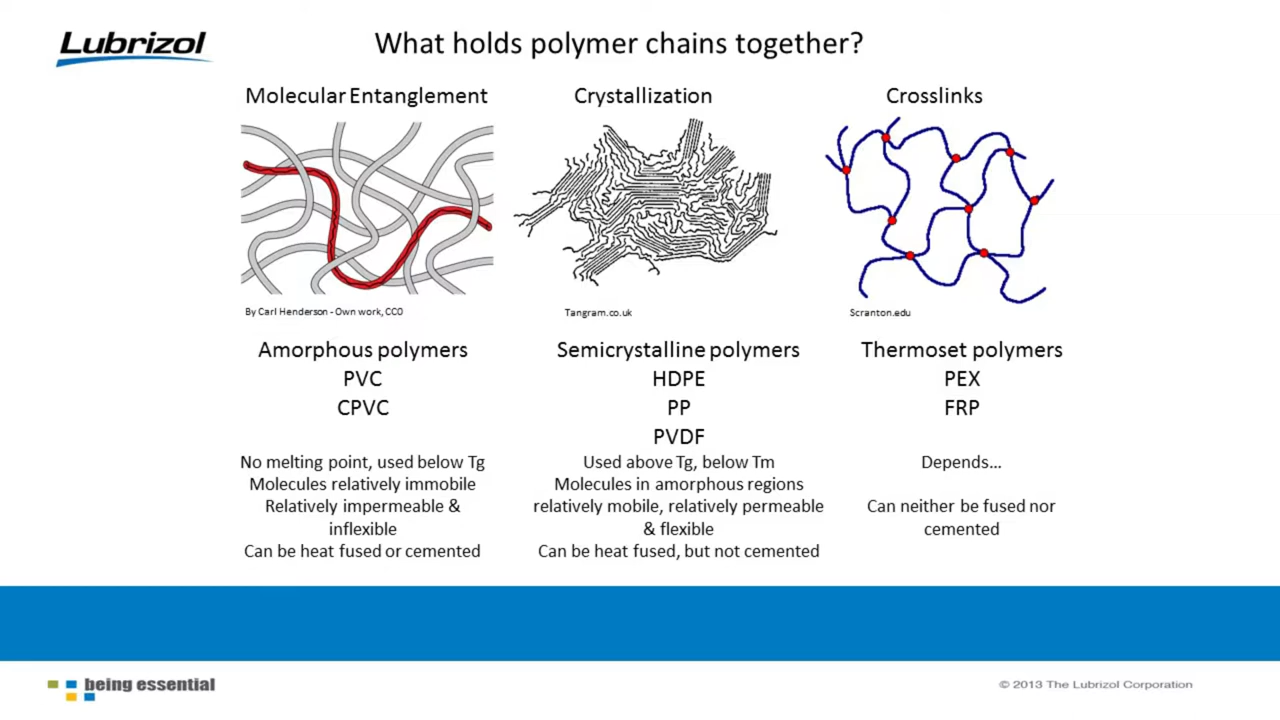 Lubrizol
What holds polymer chains together?
Molecular Entanglement
By Carl Henderson - Own work, CC0
Amorphous polymers
PVC
CPVC
No melting point, used below Tg
Molecules relatively immobile
Relatively impermeable &
inflexible
Can be heat fused or cemented
Crystallization
Tangram.co.uk
Semicrystalline polymers
HDPE
PP
PVDF
Used above Tg, below Tm
Molecules in amorphous regions
relatively mobile, relatively permeable
& flexible
Can be heat fused, but not cemented
Crosslinks
Scranton.edu
Thermoset polymers
PEX
FRP
Depends...
Can neither be fused nor
cemented
being essential
© 2013 The Lubrizol Corporation